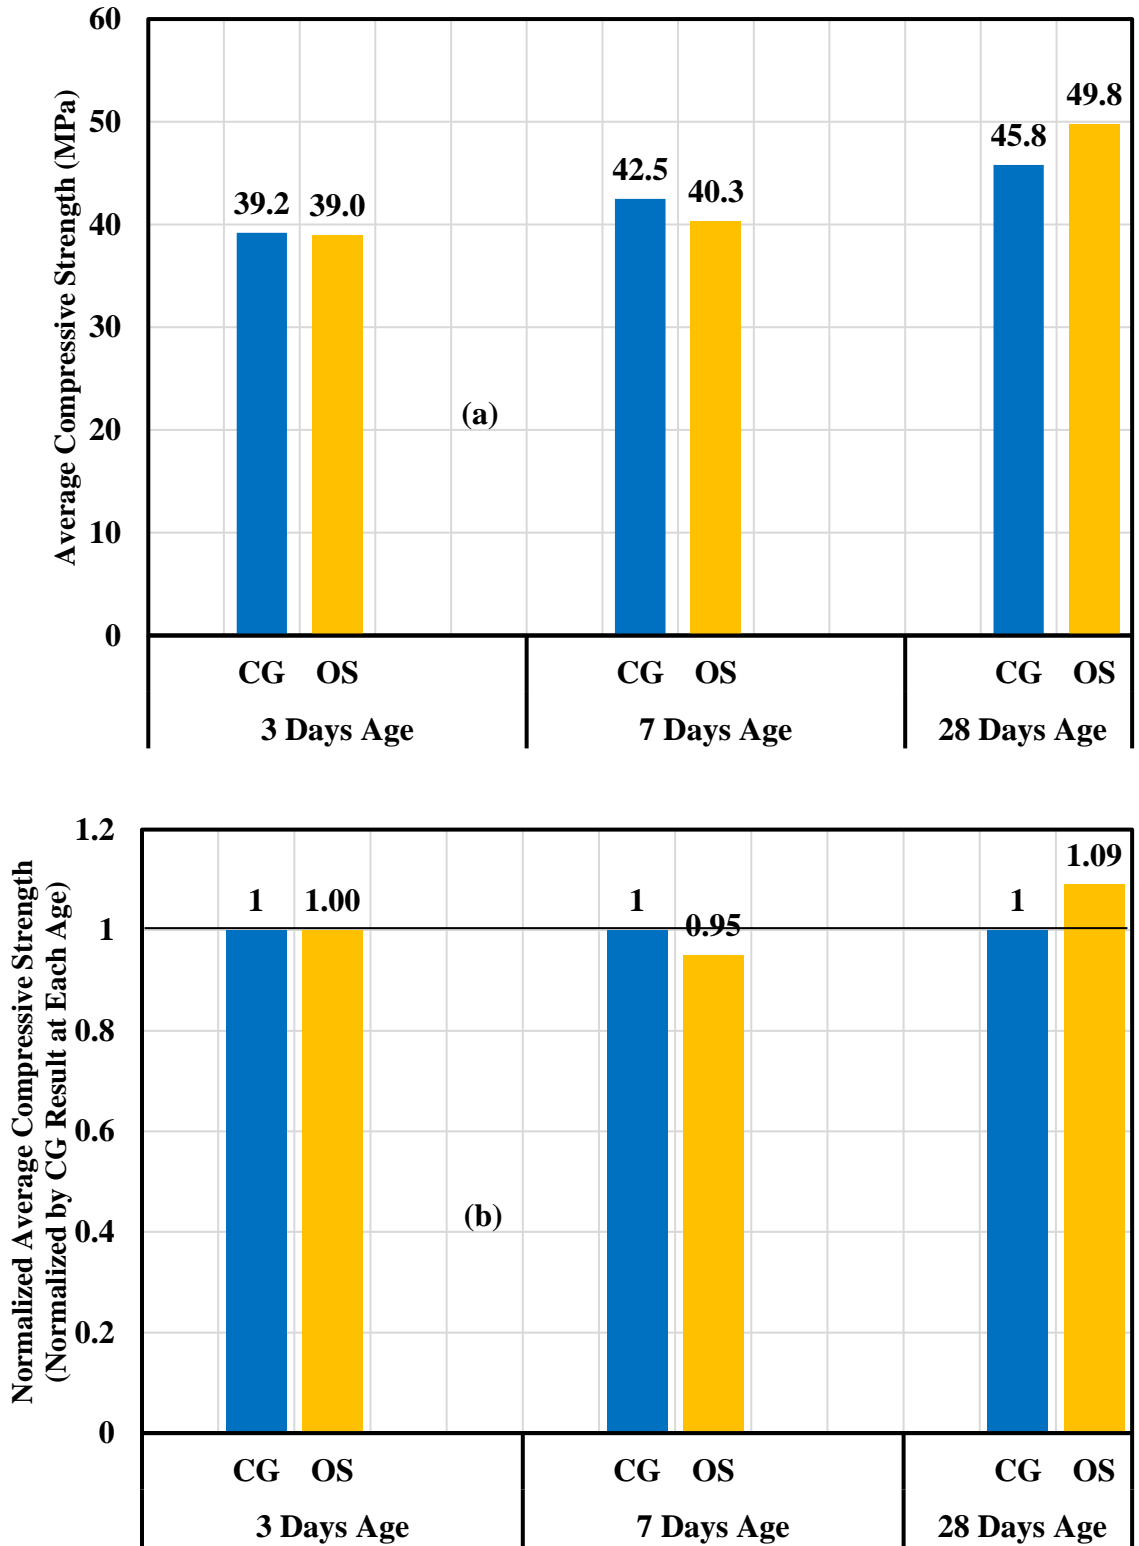 60
50
40
30
20
10
0
Average Compressive Strength (MPa)
39.2 39.0
42.5
40.3
45.8
49.8
(a)
CG OS CG OS CG OS
3 Days Age 7 Days Age 28 Days Age
1.2
1
0.8
0.6
0.4
0.2
0
Normalized Average Compressive Strength
(Normalized by CG Result at Each Age)
1 1.00
1
0.95
1
1.09
(b)
CG OS CG OS CG OS
3 Days Age 7 Days Age 28 Days Age